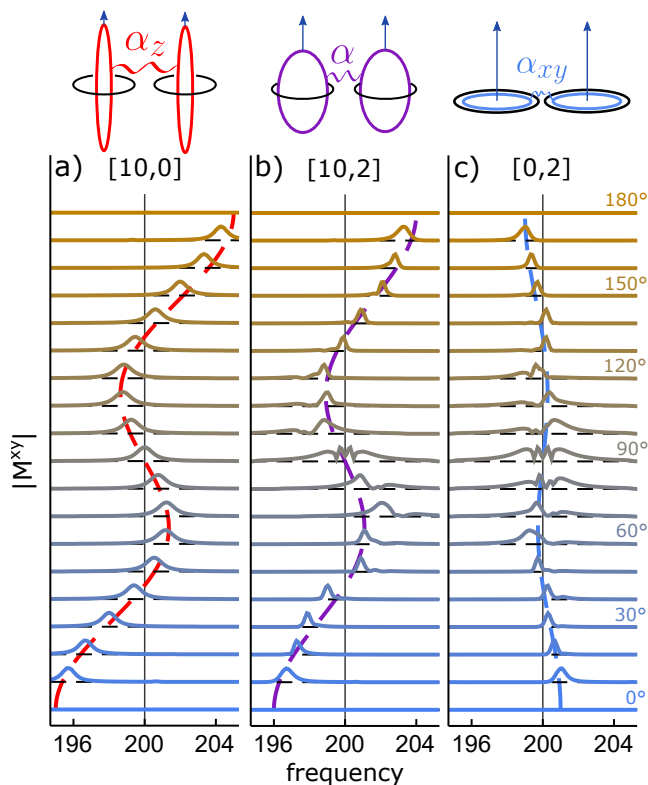 α_z α α_xy
a) [10,0] b) [10,2] c) [0,2]
180°
150°
120°
90°
60°
30°
0°
|M^xy|
196 200 204 196 200 204 196 200 204
frequency